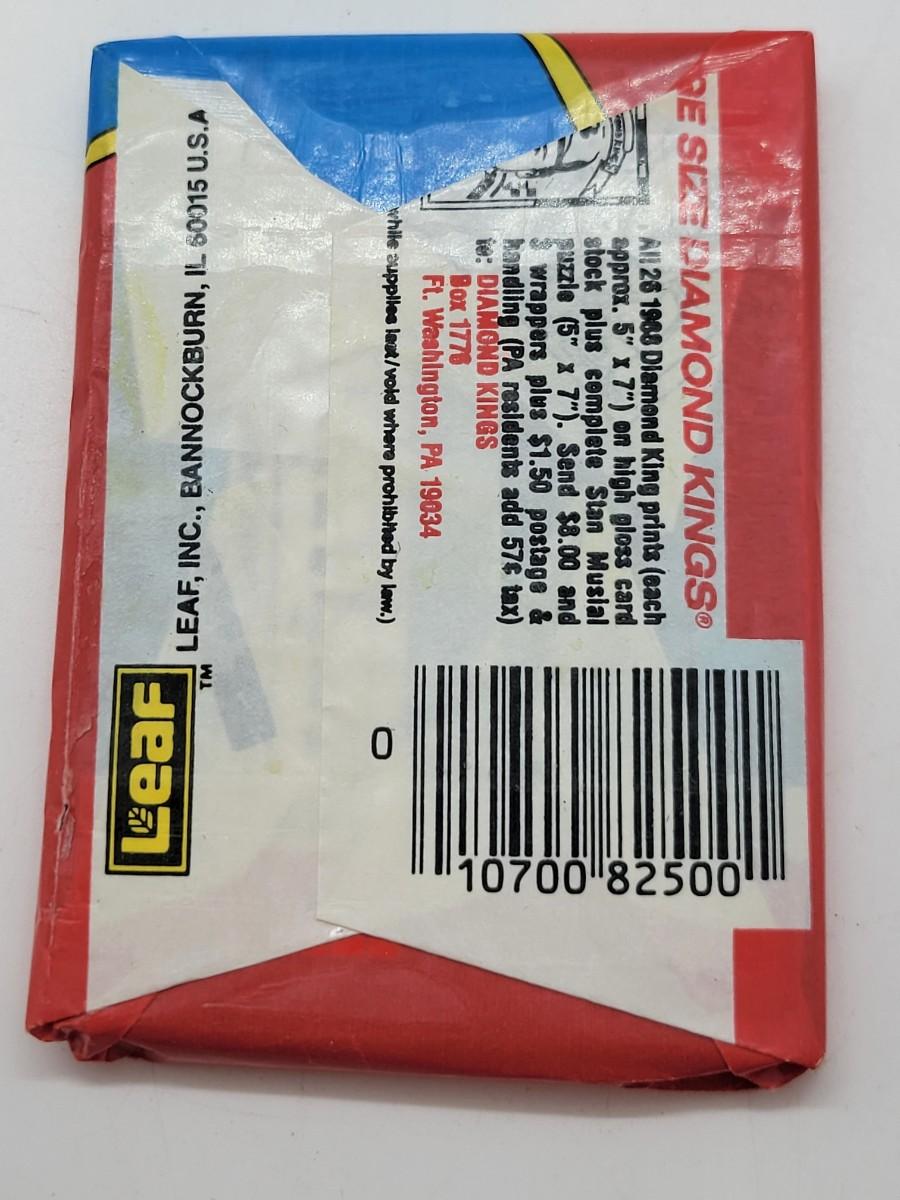 RE SIZE DIAMOND KINGS®
All 26 1988 Diamond King prints (each
approx. 5" x 7") on high gloss card
stock plus complete Stan Musial
puzzle (5" x 7"). Send $8.00 and
3 wrappers plus $1.50 postage &
handling (PA residents add 57¢ tax)
to: DIAMOND KINGS
Box 1776
Ft. Washington, PA 19034
while supplies last/void where prohibited by law.)
LEAF, INC., BANNOCKBURN, IL 60015 U.S.A
Leaf
TM
0
10700 82500